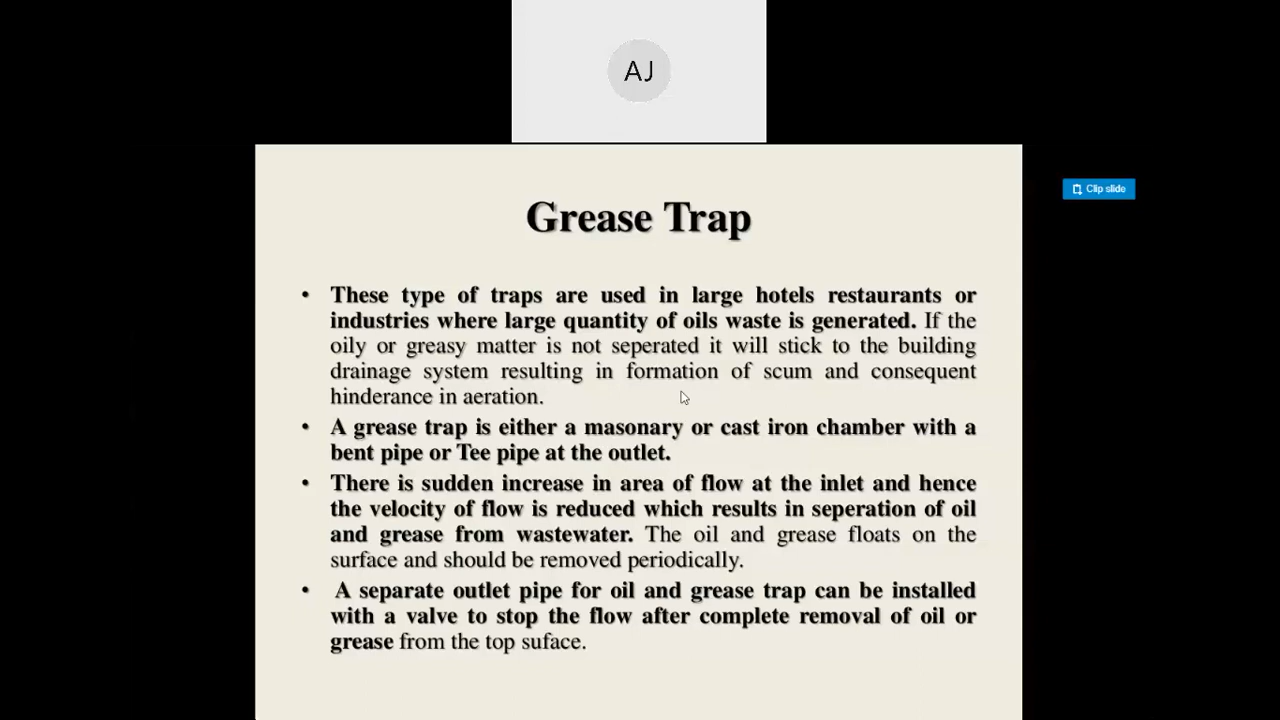 AJ
Clip slide
Grease Trap
• These type of traps are used in large hotels restaurants or
industries where large quantity of oils waste is generated. If the
oily or greasy matter is not seperated it will stick to the building
drainage system resulting in formation of scum and consequent
hinderance in aeration.
• A grease trap is either a masonary or cast iron chamber with a
bent pipe or Tee pipe at the outlet.
• There is sudden increase in area of flow at the inlet and hence
the velocity of flow is reduced which results in seperation of oil
and grease from wastewater. The oil and grease floats on the
surface and should be removed periodically.
• A separate outlet pipe for oil and grease trap can be installed
with a valve to stop the flow after complete removal of oil or
grease from the top suface.